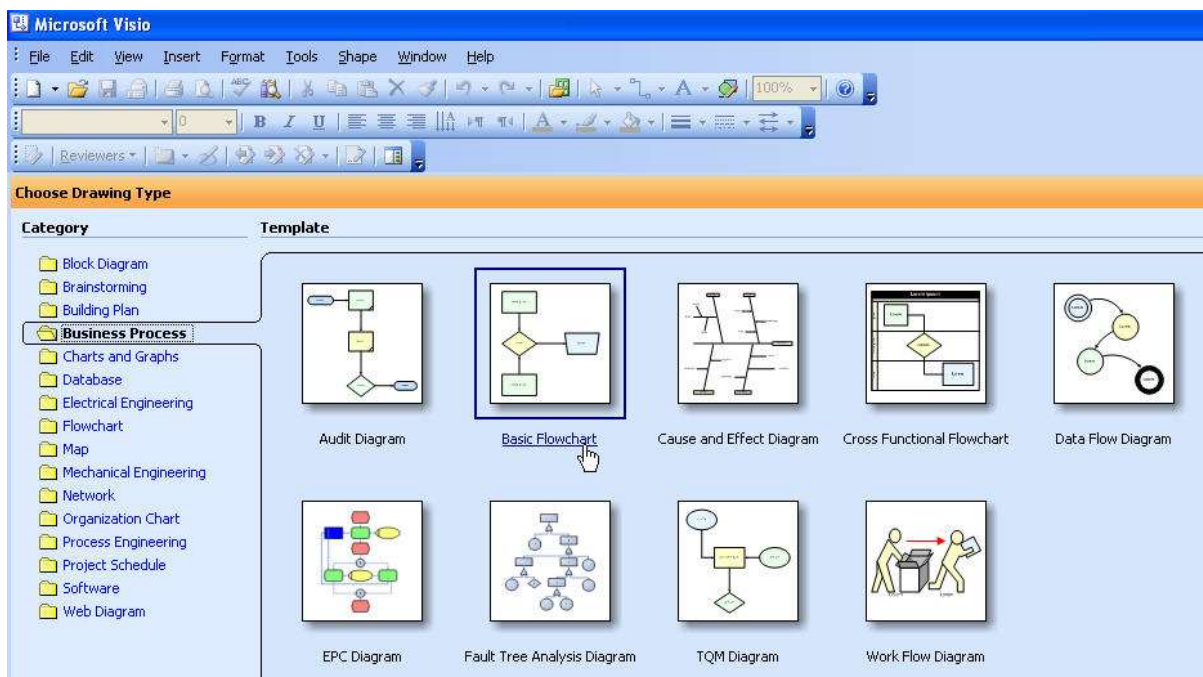 Microsoft Visio
File Edit View Insert Format Tools Shape Window Help
100%
0 B I U A
Reviewers
Choose Drawing Type
Category Template
Block Diagram
Brainstorming
Building Plan
Business Process
Charts and Graphs
Database
Electrical Engineering
Flowchart
Map
Mechanical Engineering
Network
Organization Chart
Process Engineering
Project Schedule
Software
Web Diagram
Audit Diagram Basic Flowchart Cause and Effect Diagram Cross Functional Flowchart Data Flow Diagram
EPC Diagram Fault Tree Analysis Diagram TQM Diagram Work Flow Diagram